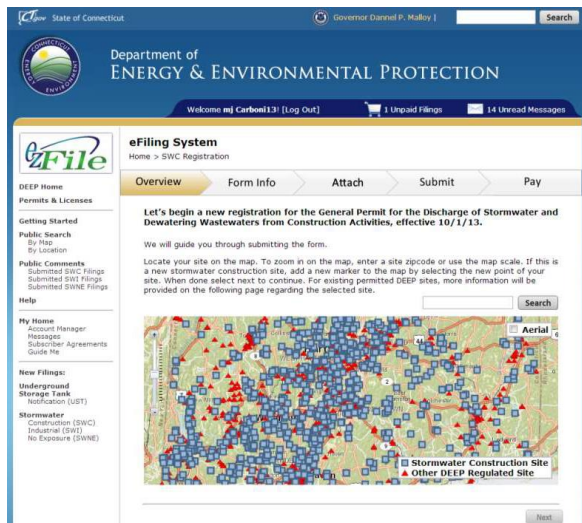 CT.gov State of Connecticut
Governor Dannel P. Malloy |
Search
CONNECTICUT
ENERGY
ENVIRONMENT
Department of
ENERGY & ENVIRONMENTAL PROTECTION
Welcome mj Carboni13! [Log Out]
1 Unpaid Filings
14 Unread Messages
ezFile
DEEP Home
Permits & Licenses
Getting Started
Public Search
By Map
By Location
Public Comments
Submitted SWC Filings
Submitted SWI Filings
Submitted SWNE Filings
Help
My Home
Account Manager
Messages
Subscriber Agreements
Guide Me
New Filings:
Underground
Storage Tank
Notification (UST)
Stormwater
Construction (SWC)
Industrial (SWI)
No Exposure (SWNE)
eFiling System
Home > SWC Registration
Overview
Form Info
Attach
Submit
Pay
Let's begin a new registration for the General Permit for the Discharge of Stormwater and
Dewatering Wastewaters from Construction Activities, effective 10/1/13.
We will guide you through submitting the form.
Locate your site on the map. To zoom in on the map, enter a site zipcode or use the map scale. If this is
a new stormwater construction site, add a new marker to the map by selecting the new point of your
site. When done select next to continue. For existing permitted DEEP sites, more information will be
provided on the following page regarding the selected site.
Search
Aerial
44
2
9
Stormwater Construction Site
Other DEEP Regulated Site
Next